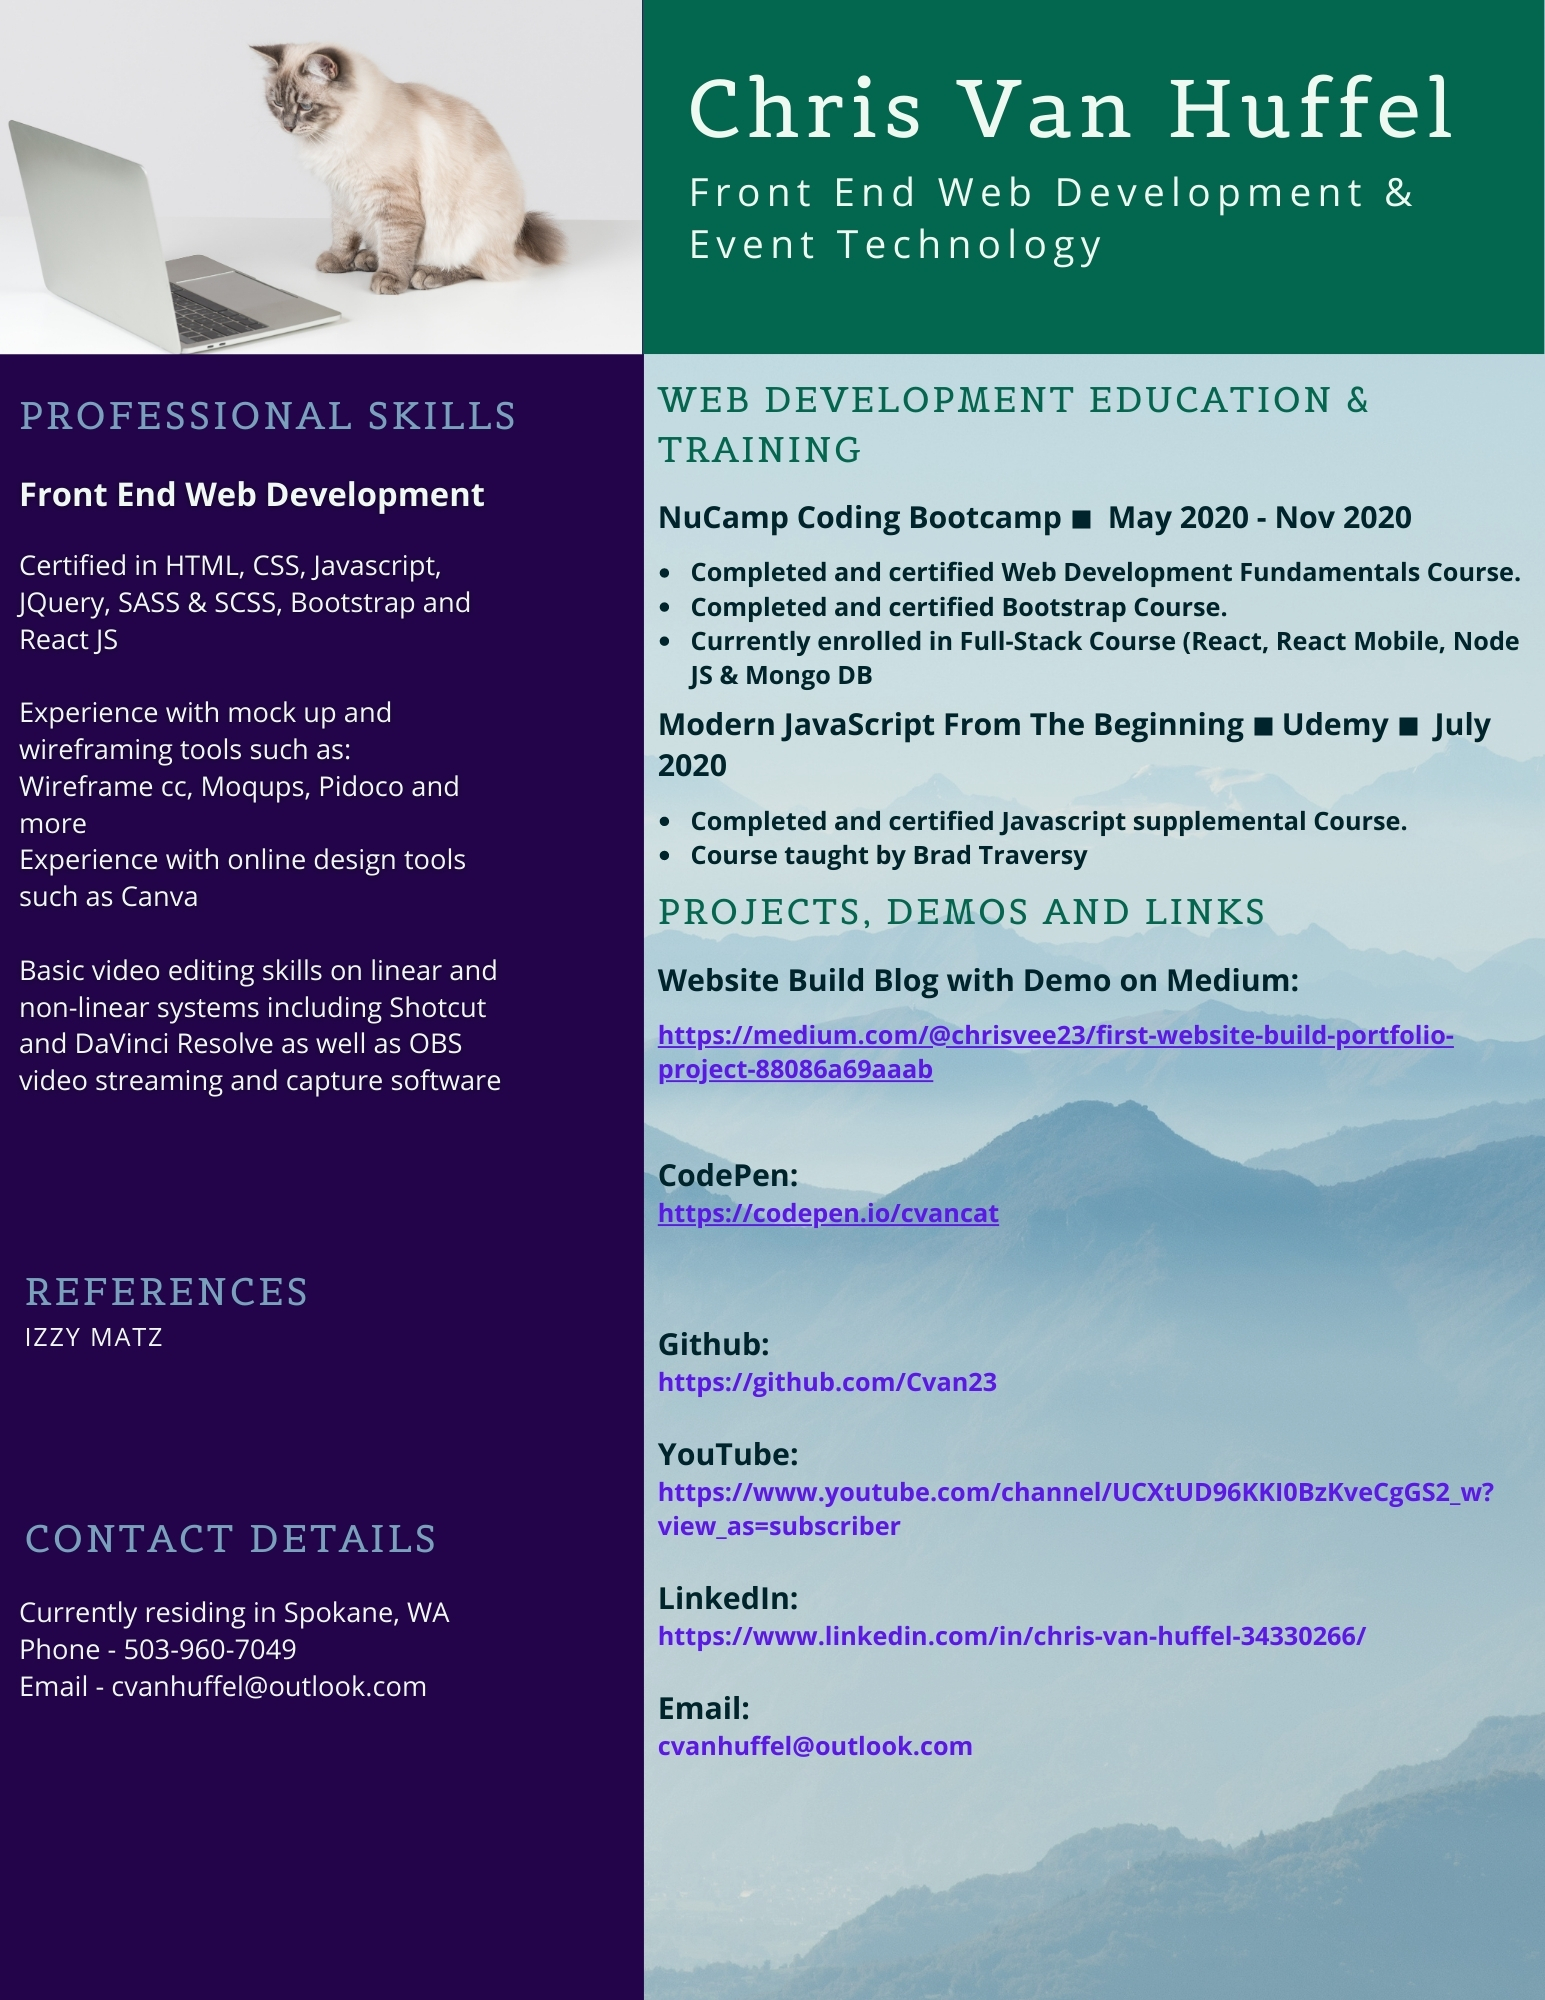 Chris Van Huffel
Front End Web Development &
Event Technology
PROFESSIONAL SKILLS
Front End Web Development
Certified in HTML, CSS, Javascript,
JQuery, SASS & SCSS, Bootstrap and
React JS
Experience with mock up and
wireframing tools such as:
Wireframe cc, Moqups, Pidoco and
more
Experience with online design tools
such as Canva
Basic video editing skills on linear and
non-linear systems including Shotcut
and DaVinci Resolve as well as OBS
video streaming and capture software
REFERENCES
IZZY MATZ
CONTACT DETAILS
Currently residing in Spokane, WA
Phone - 503-960-7049
Email - cvanhuffel@outlook.com
WEB DEVELOPMENT EDUCATION &
TRAINING
NuCamp Coding Bootcamp ■ May 2020 - Nov 2020
• Completed and certified Web Development Fundamentals Course.
• Completed and certified Bootstrap Course.
• Currently enrolled in Full-Stack Course (React, React Mobile, Node
JS & Mongo DB
Modern JavaScript From The Beginning ■ Udemy ■ July
2020
• Completed and certified Javascript supplemental Course.
• Course taught by Brad Traversy
PROJECTS, DEMOS AND LINKS
Website Build Blog with Demo on Medium:
https://medium.com/@chrisvee23/first-website-build-portfolio-
project-88086a69aaab
CodePen:
https://codepen.io/cvancat
Github:
https://github.com/Cvan23
YouTube:
https://www.youtube.com/channel/UCXtUD96KKI0BzKveCgGS2_w?
view_as=subscriber
LinkedIn:
https://www.linkedin.com/in/chris-van-huffel-34330266/
Email:
cvanhuffel@outlook.com